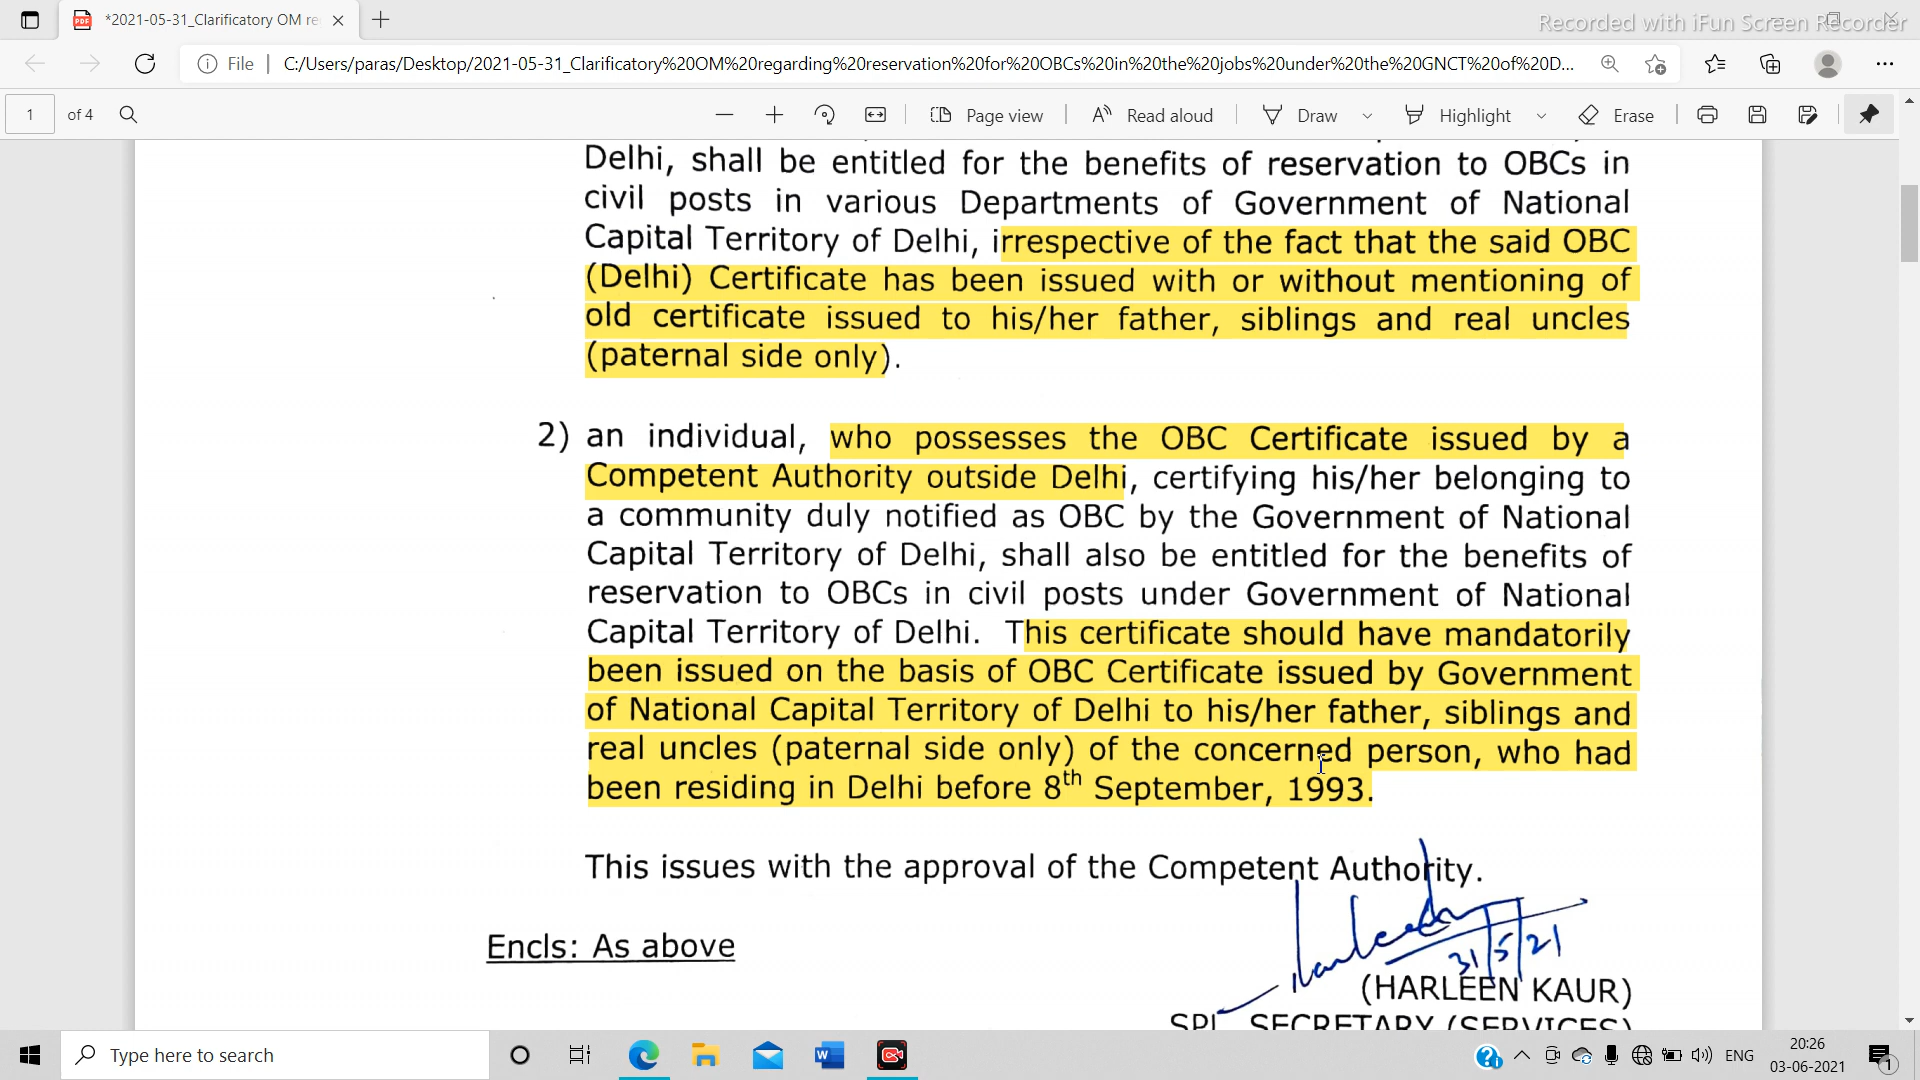 *2021-05-31_Clarificatory OM re
Recorded with iFun Screen Recorder
File
C:/Users/paras/Desktop/2021-05-31_Clarificatory%20OM%20regarding%20reservation%20for%20OBCs%20in%20the%20jobs%20under%20the%20GNCT%20of%20D...
1 of 4
Page view
Read aloud
Draw
Highlight
Erase
Delhi, shall be entitled for the benefits of reservation to OBCs in
civil posts in various Departments of Government of National
Capital Territory of Delhi, irrespective of the fact that the said OBC
(Delhi) Certificate has been issued with or without mentioning of
old certificate issued to his/her father, siblings and real uncles
(paternal side only).
2) an individual, who possesses the OBC Certificate issued by a
Competent Authority outside Delhi, certifying his/her belonging to
a community duly notified as OBC by the Government of National
Capital Territory of Delhi, shall also be entitled for the benefits of
reservation to OBCs in civil posts under Government of National
Capital Territory of Delhi. This certificate should have mandatorily
been issued on the basis of OBC Certificate issued by Government
of National Capital Territory of Delhi to his/her father, siblings and
real uncles (paternal side only) of the concerned person, who had
been residing in Delhi before 8th September, 1993.
This issues with the approval of the Competent Authority.
Encls: As above
31/5/21
(HARLEEN KAUR)
SPL. SECRETARY (SERVICES)
Type here to search
ENG
20:26
03-06-2021
1